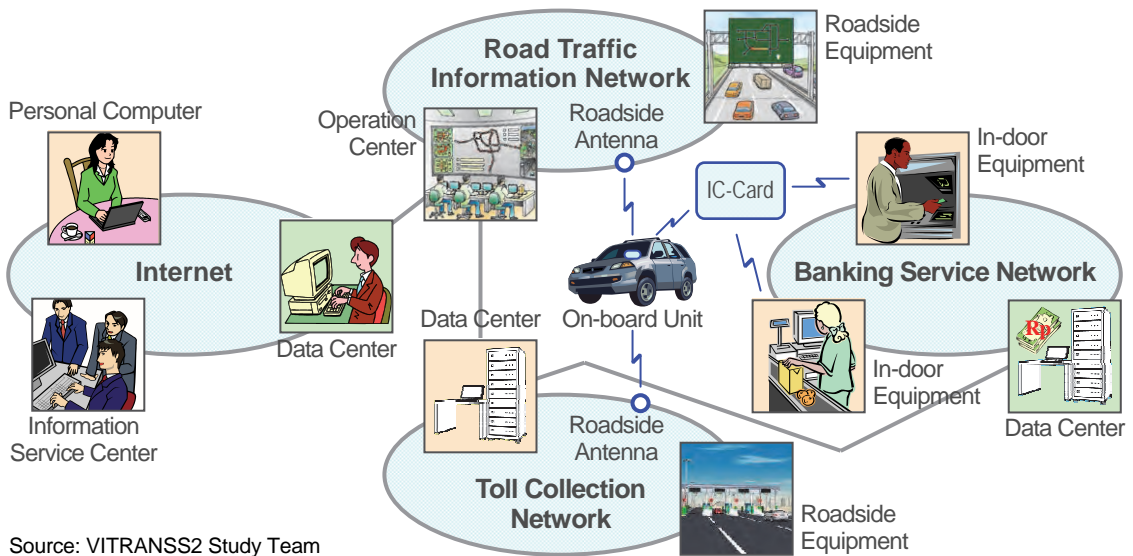 Road Traffic
Information Network
Roadside
Antenna
Roadside
Equipment
Personal Computer
Operation
Center
In-door
Equipment
IC-Card
Internet
Banking Service Network
Data Center
Data Center
On-board Unit
Rp
In-door
Equipment
Information
Service Center
Data Center
Roadside
Antenna
Toll Collection
Network
Roadside
Equipment
Source: VITRANSS2 Study Team